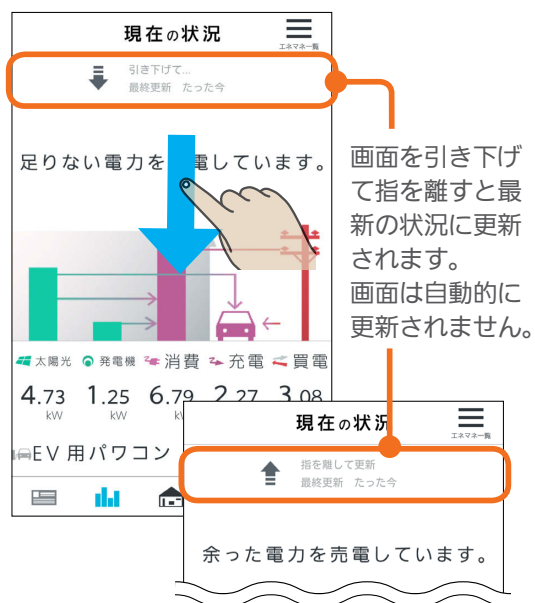 現在の状況
エネマネ一覧
引き下げて...
最終更新 たった今
足りない電力を 電しています。
画面を引き下げ
て指を離すと最
新の状況に更新
されます。
画面は自動的に
更新されません。
太陽光 発電機 消費 充電 買電
4.73 1.25 6.79 2.27 3.08
kW kW
EV用パワコン
現在の状況
エネマネ一覧
指を離して更新
最終更新 たった今
余った電力を売電しています。